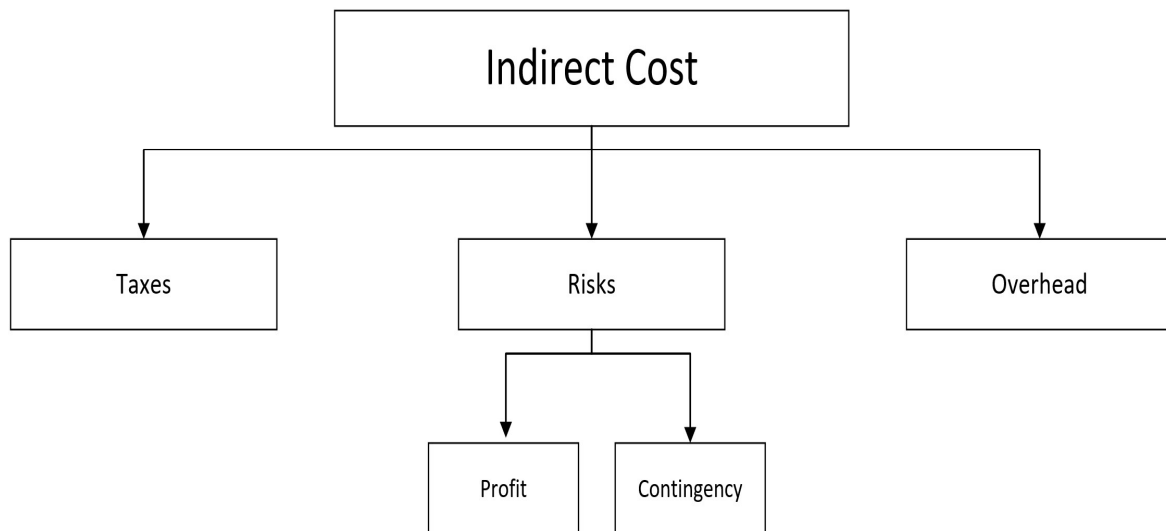 Indirect Cost
Taxes
Risks
Overhead
Profit
Contingency